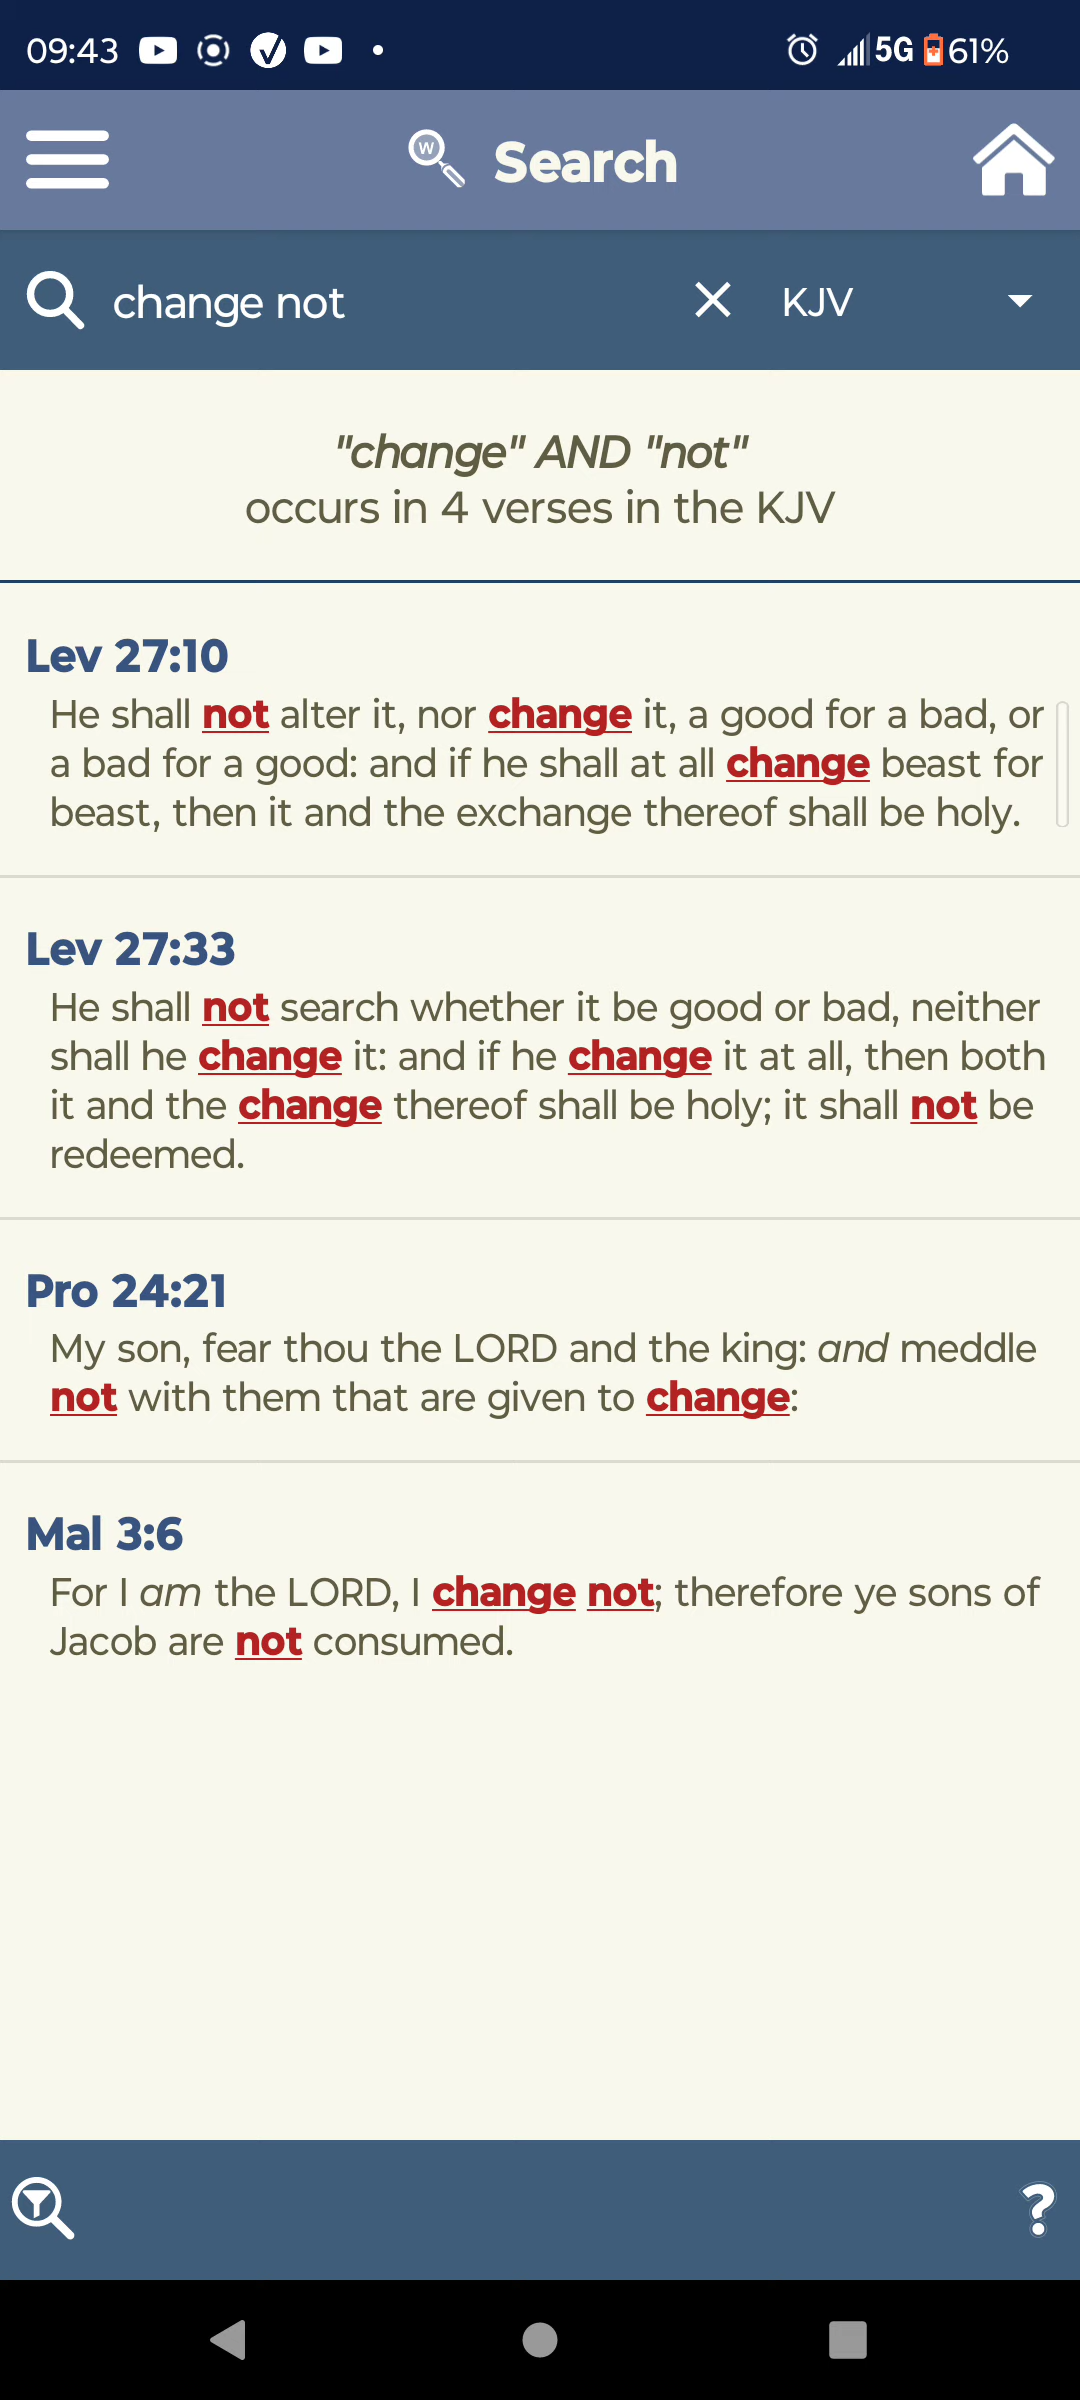 09:43 5G 61%
W Search
change not KJV
"change" AND "not"
occurs in 4 verses in the KJV
Lev 27:10
He shall not alter it, nor change it, a good for a bad, or
a bad for a good: and if he shall at all change beast for
beast, then it and the exchange thereof shall be holy.
Lev 27:33
He shall not search whether it be good or bad, neither
shall he change it: and if he change it at all, then both
it and the change thereof shall be holy; it shall not be
redeemed.
Pro 24:21
My son, fear thou the LORD and the king: and meddle
not with them that are given to change:
Mal 3:6
For I am the LORD, I change not; therefore ye sons of
Jacob are not consumed.
?